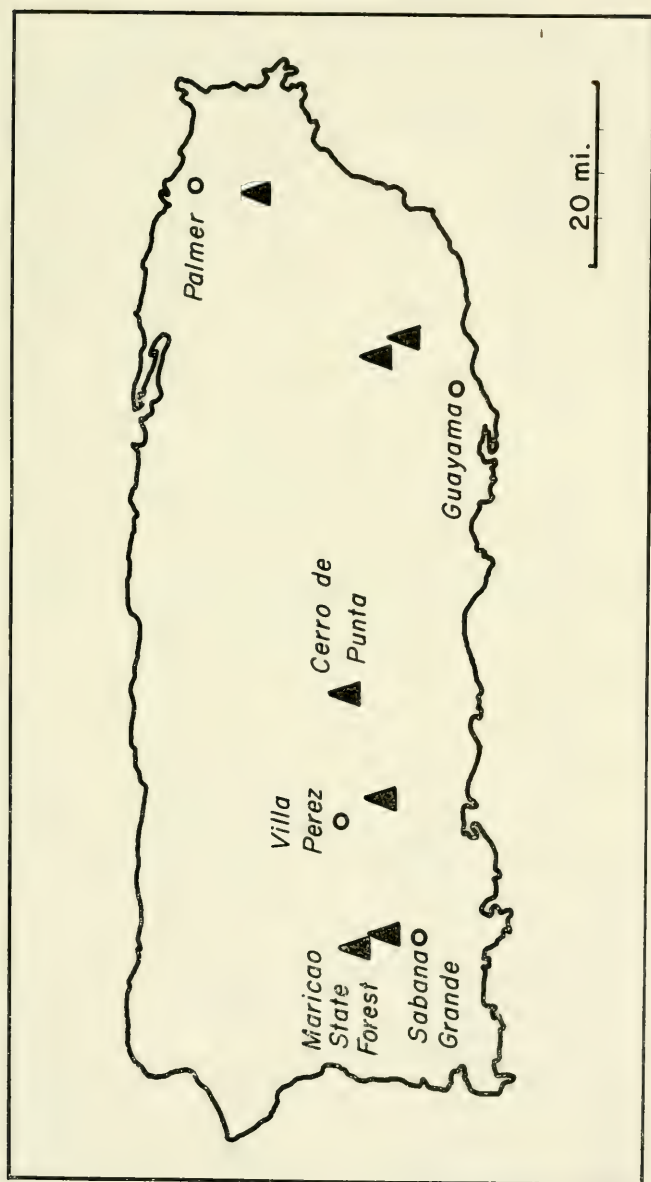 Palmer
Cerro de
Punta
Villa
Perez
Maricao
State
Forest
Sabana
Grande
Guayama
20 mi.